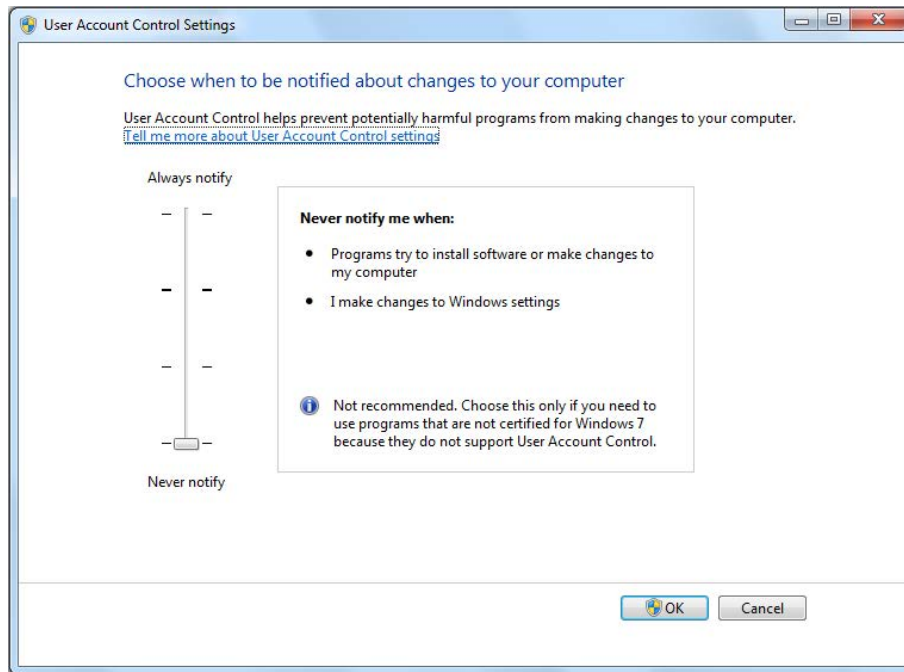 User Account Control Settings
Choose when to be notified about changes to your computer
User Account Control helps prevent potentially harmful programs from making changes to your computer.
Tell me more about User Account Control settings
Always notify
Never notify me when:
• Programs try to install software or make changes to
my computer
• I make changes to Windows settings
Not recommended. Choose this only if you need to
use programs that are not certified for Windows 7
because they do not support User Account Control.
Never notify
OK
Cancel